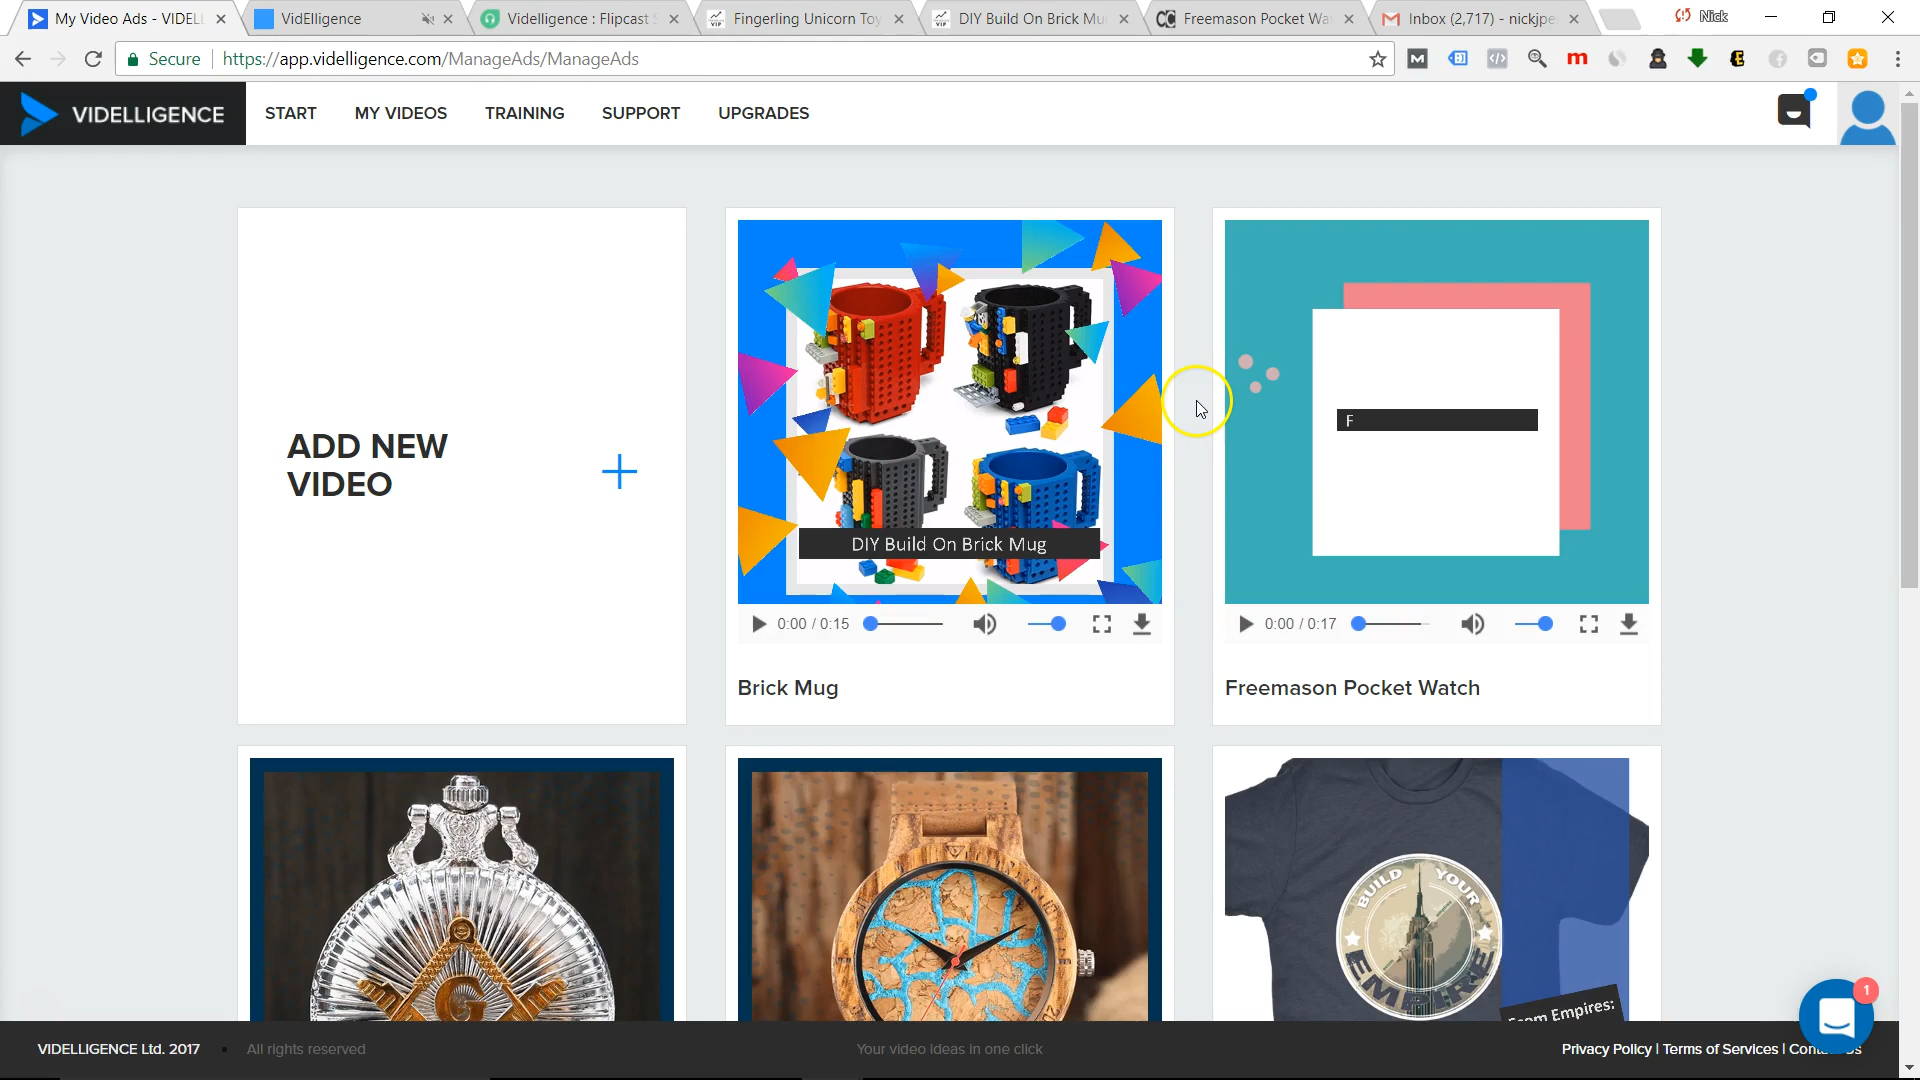 My Video Ads - VIDELL
VidElligence
Videlligence : Flipcast S
Fingerling Unicorn Toy
DIY Build On Brick Mu
Freemason Pocket Wa
Inbox (2,717) - nickjpe
Nick
Secure
https://app.videlligence.com/ManageAds/ManageAds
VIDELLIGENCE
START
MY VIDEOS
TRAINING
SUPPORT
UPGRADES
ADD NEW
VIDEO
DIY Build On Brick Mug
0:00 / 0:15
Brick Mug
F
0:00 / 0:17
Freemason Pocket Watch
G
BUILD YOUR
EMPIRE
Empires:
1
VIDELLIGENCE Ltd. 2017
All rights reserved
Your video ideas in one click
Privacy Policy | Terms of Services |